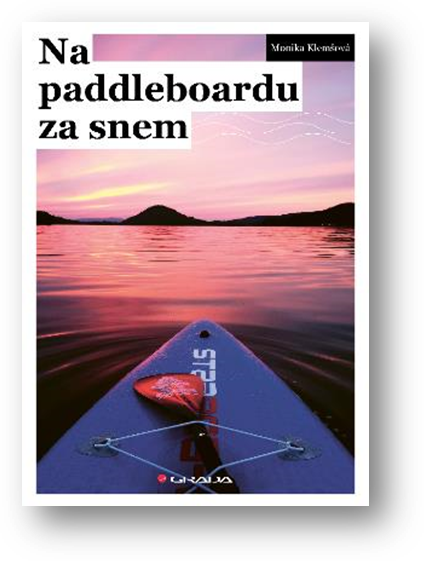 Monika Klemšová
Na
paddleboardu
za snem
GRADA